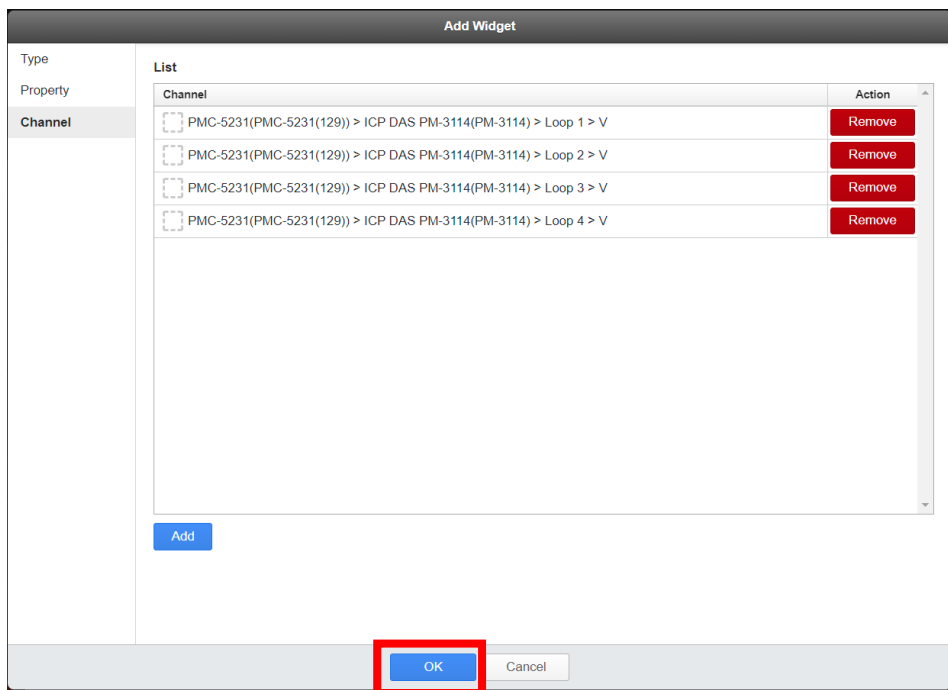 Add Widget
Type
Property
Channel
List
Channel Action
PMC-5231(PMC-5231(129)) > ICP DAS PM-3114(PM-3114) > Loop 1 > V Remove
PMC-5231(PMC-5231(129)) > ICP DAS PM-3114(PM-3114) > Loop 2 > V Remove
PMC-5231(PMC-5231(129)) > ICP DAS PM-3114(PM-3114) > Loop 3 > V Remove
PMC-5231(PMC-5231(129)) > ICP DAS PM-3114(PM-3114) > Loop 4 > V Remove
Add
OK Cancel